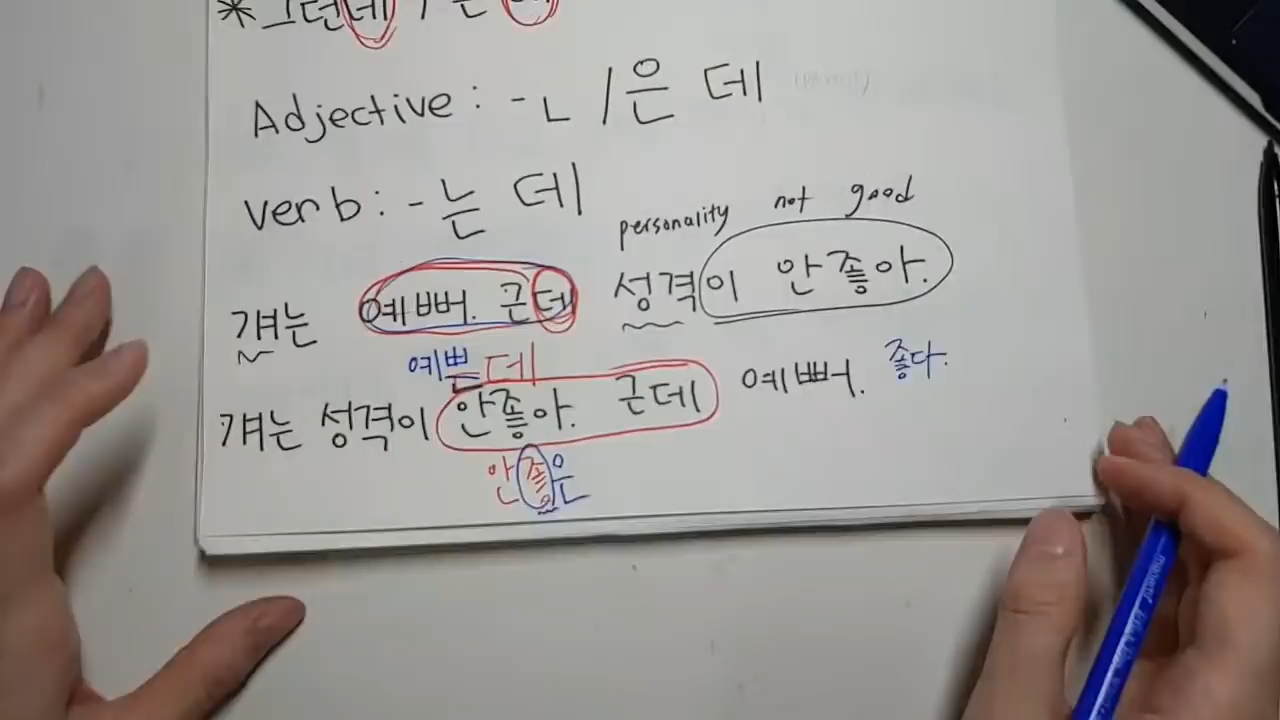 *그런데 / 근데
Adjective : -ㄴ /은 데
verb : -는 데
personality not good
걔는 예뻐. 근데 성격이 안좋아.
예쁜데
걔는 성격이 안좋아. 근데 예뻐. 좋다.
안좋은